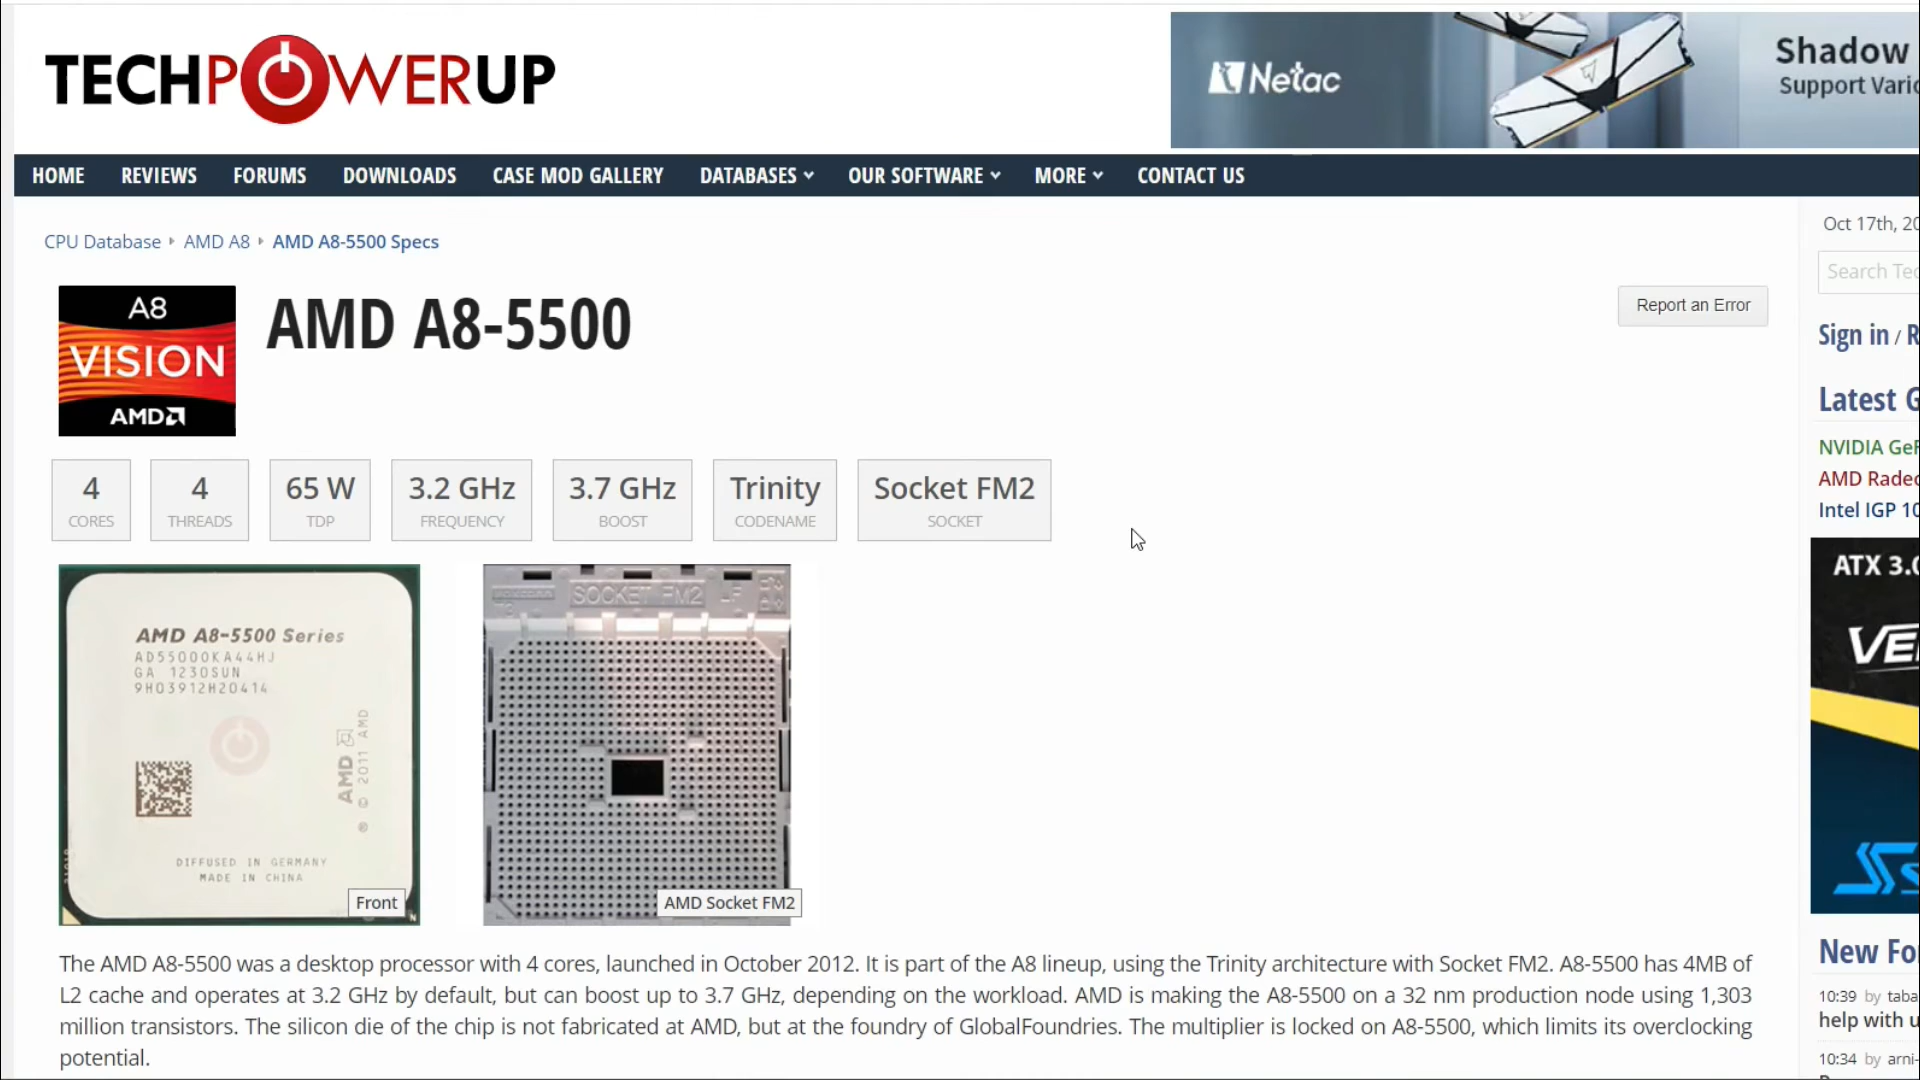 TECHPOWERUP
Netac
Shadow
Support Vario
HOME REVIEWS FORUMS DOWNLOADS CASE MOD GALLERY DATABASES OUR SOFTWARE MORE CONTACT US
CPU Database AMD A8 AMD A8-5500 Specs
Oct 17th, 20
Search Tec
A8
VISION
AMD
AMD A8-5500
Report an Error
Sign in / R
Latest G
NVIDIA GeF
AMD Radeo
Intel IGP 10
4
CORES
4
THREADS
65 W
TDP
3.2 GHz
FREQUENCY
3.7 GHz
BOOST
Trinity
CODENAME
Socket FM2
SOCKET
AMD A8-5500 Series
AD5500OKA44HJ
GA 1230SUN
9H03912H20414
AMD
© 2011 AMD
DIFFUSED IN GERMANY
MADE IN CHINA
Front
SOCKET FM2
AMD Socket FM2
ATX 3.0
The AMD A8-5500 was a desktop processor with 4 cores, launched in October 2012. It is part of the A8 lineup, using the Trinity architecture with Socket FM2. A8-5500 has 4MB of
L2 cache and operates at 3.2 GHz by default, but can boost up to 3.7 GHz, depending on the workload. AMD is making the A8-5500 on a 32 nm production node using 1,303
million transistors. The silicon die of the chip is not fabricated at AMD, but at the foundry of GlobalFoundries. The multiplier is locked on A8-5500, which limits its overclocking
potential.
New Fo
10:39 by taba
help with u
10:34 by arni-